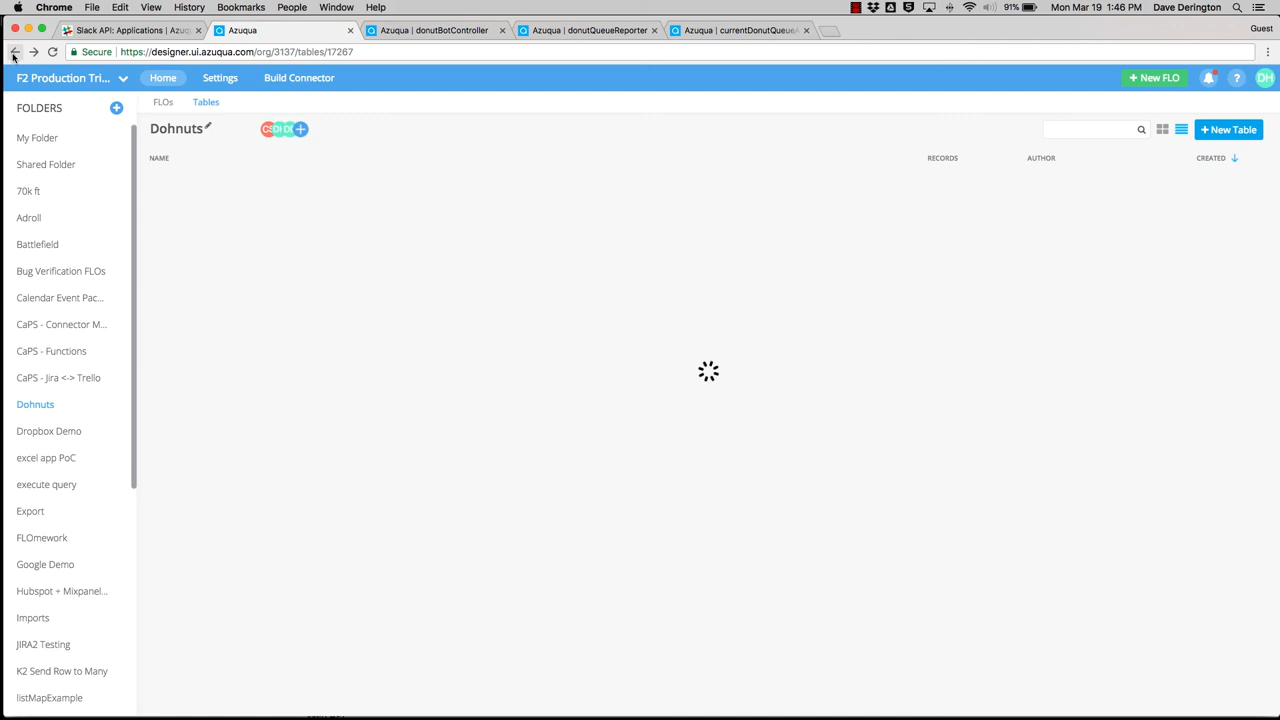 Chrome File Edit View History Bookmarks People Window Help 91% Mon Mar 19 1:46 PM Dave Derington
Slack API: Applications | Azuq Azuqua Azuqua | donutBotController Azuqua | donutQueueReporter Azuqua | currentDonutQueueA Guest
Secure https://designer.ui.azuqua.com/org/3137/tables/17267
F2 Production Tri... Home Settings Build Connector + New FLO ? DH
FOLDERS + FLOs Tables
Dohnuts + + New Table
NAME RECORDS AUTHOR CREATED
My Folder
Shared Folder
70k ft
Adroll
Battlefield
Bug Verification FLOs
Calendar Event Pac...
CaPS - Connector M...
CaPS - Functions
CaPS - Jira <-> Trello
Dohnuts
Dropbox Demo
excel app PoC
execute query
Export
FLOmework
Google Demo
Hubspot + Mixpanel...
Imports
JIRA2 Testing
K2 Send Row to Many
listMapExample